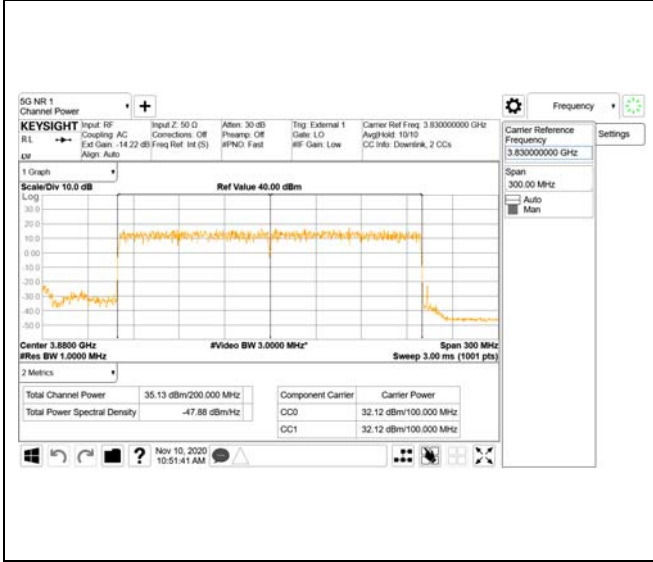 5G NR 1
Channel Power
Frequency
KEYSIGHT
RL
Input: RF
Coupling: AC
Ext Gain: -14.22 dB
Align: Auto
Input Z: 50 Ω
Corrections: Off
Freq Ref: Int (S)
Atten: 30 dB
Preamp: Off
#PNO: Fast
Trig: External 1
Gate: LO
#IF Gain: Low
Carrier Ref Freq: 3.830000000 GHz
Avg|Hold: 10/10
CC Info: Downlink, 2 CCs
Carrier Reference
Frequency
3.830000000 GHz
Settings
Span
300.00 MHz
Auto
Man
1 Graph
Scale/Div 10.0 dB
Ref Value 40.00 dBm
Log
30.0
20.0
10.0
0.00
-10.0
-20.0
-30.0
-40.0
-50.0
Center 3.8800 GHz
#Video BW 3.0000 MHz*
Span 300 MHz
#Res BW 1.0000 MHz
Sweep 3.00 ms (1001 pts)
2 Metrics
Total Channel Power 35.13 dBm/200.000 MHz
Total Power Spectral Density -47.88 dBm/Hz
Component Carrier Carrier Power
CC0 32.12 dBm/100.000 MHz
CC1 32.12 dBm/100.000 MHz
?
Nov 10, 2020
10:51:41 AM